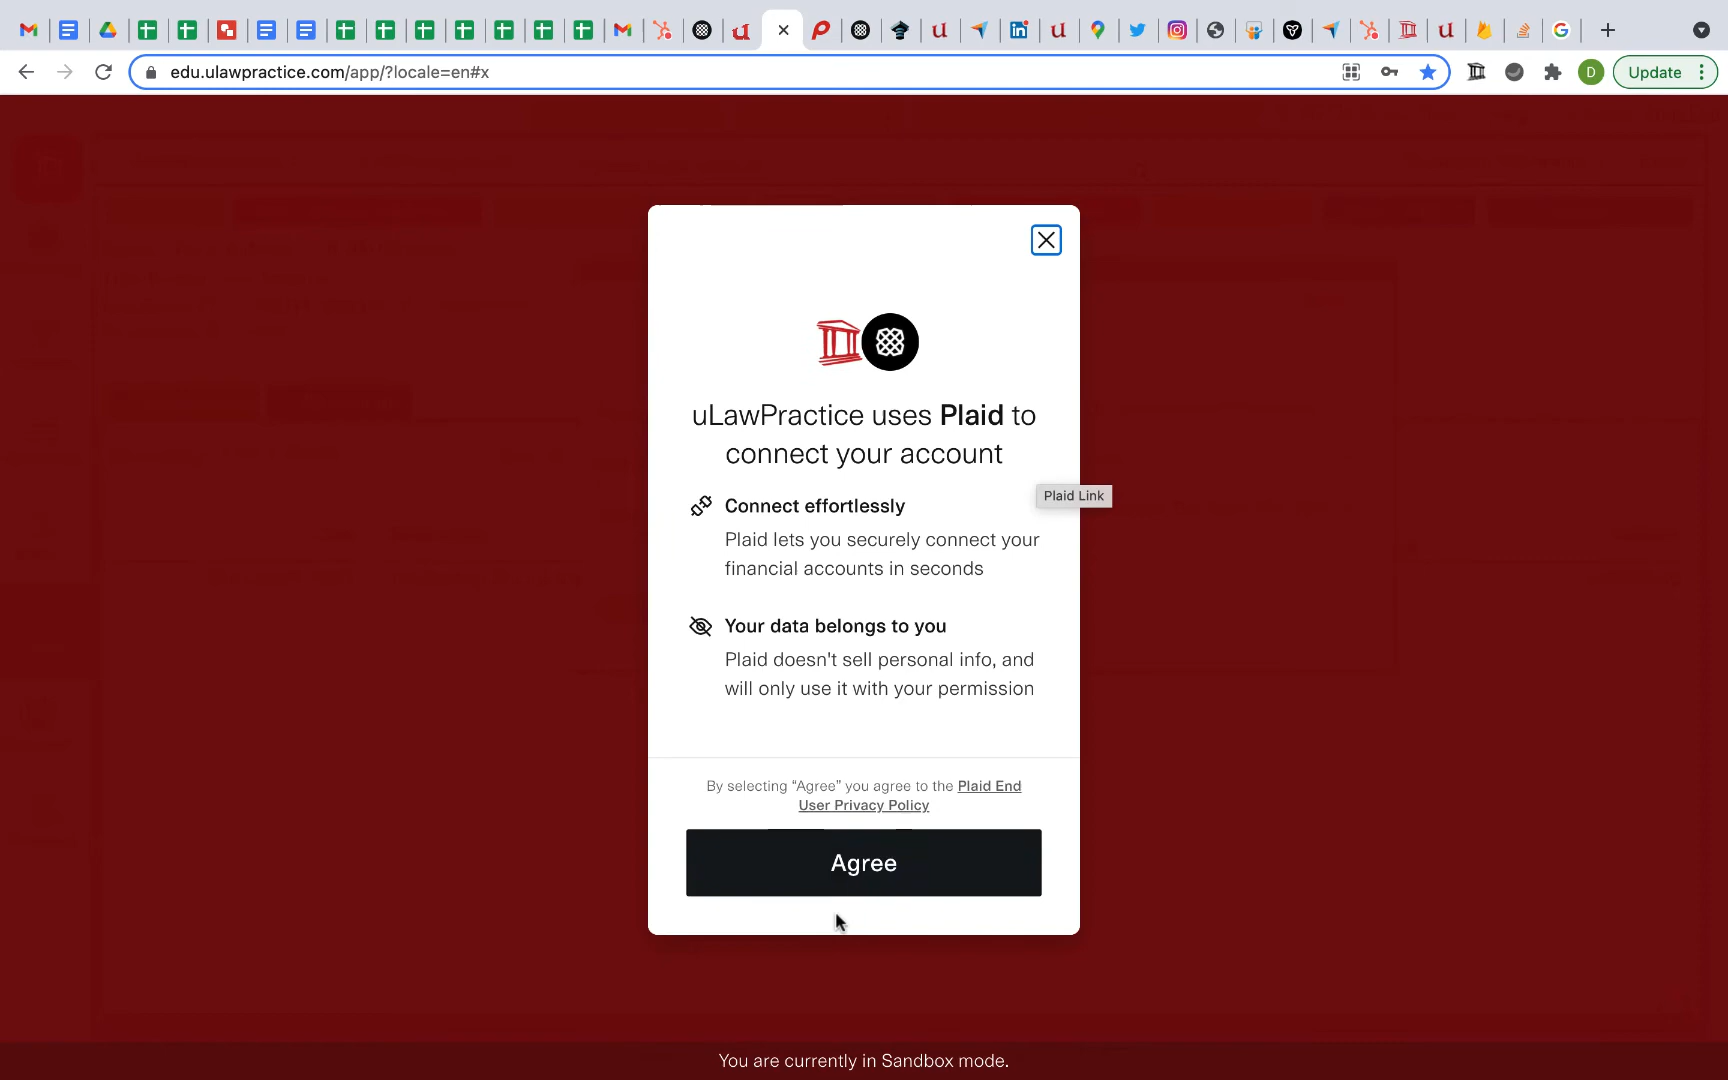 edu.ulawpractice.com/app/?locale=en#x
D
Update
uLawPractice uses Plaid to
connect your account
Plaid Link
Connect effortlessly
Plaid lets you securely connect your
financial accounts in seconds
Your data belongs to you
Plaid doesn't sell personal info, and
will only use it with your permission
By selecting “Agree” you agree to the Plaid End
User Privacy Policy
Agree
You are currently in Sandbox mode.